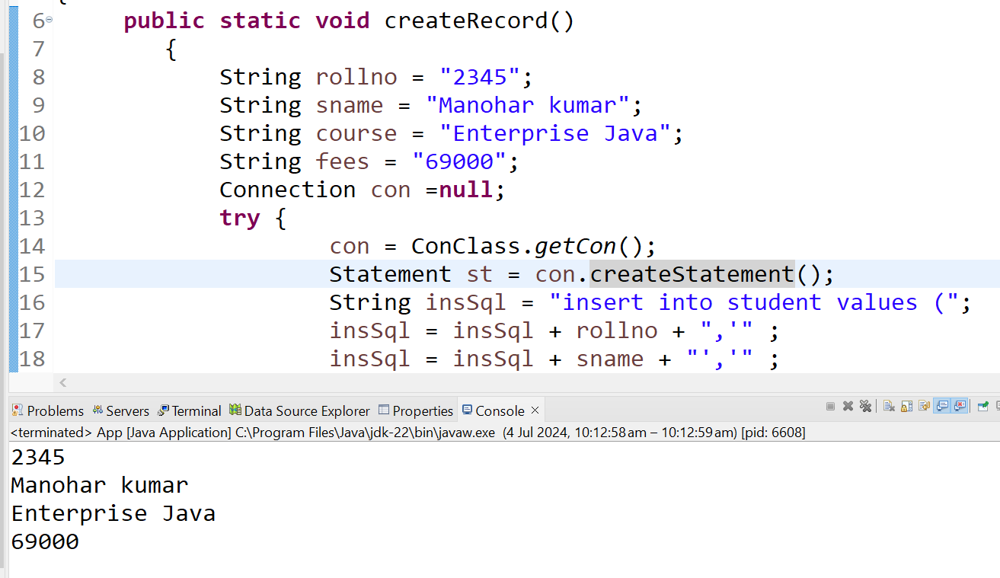 6 public static void createRecord()
7 {
8 String rollno = "2345";
9 String sname = "Manohar kumar";
10 String course = "Enterprise Java";
11 String fees = "69000";
12 Connection con =null;
13 try {
14 con = ConClass.getCon();
15 Statement st = con.createStatement();
16 String insSql = "insert into student values (";
17 insSql = insSql + rollno + ",'" ;
18 insSql = insSql + sname + "','" ;
Problems Servers Terminal Data Source Explorer Properties Console
<terminated> App [Java Application] C:\Program Files\Java\jdk-22\bin\javaw.exe (4 Jul 2024, 10:12:58 am – 10:12:59 am) [pid: 6608]
2345
Manohar kumar
Enterprise Java
69000